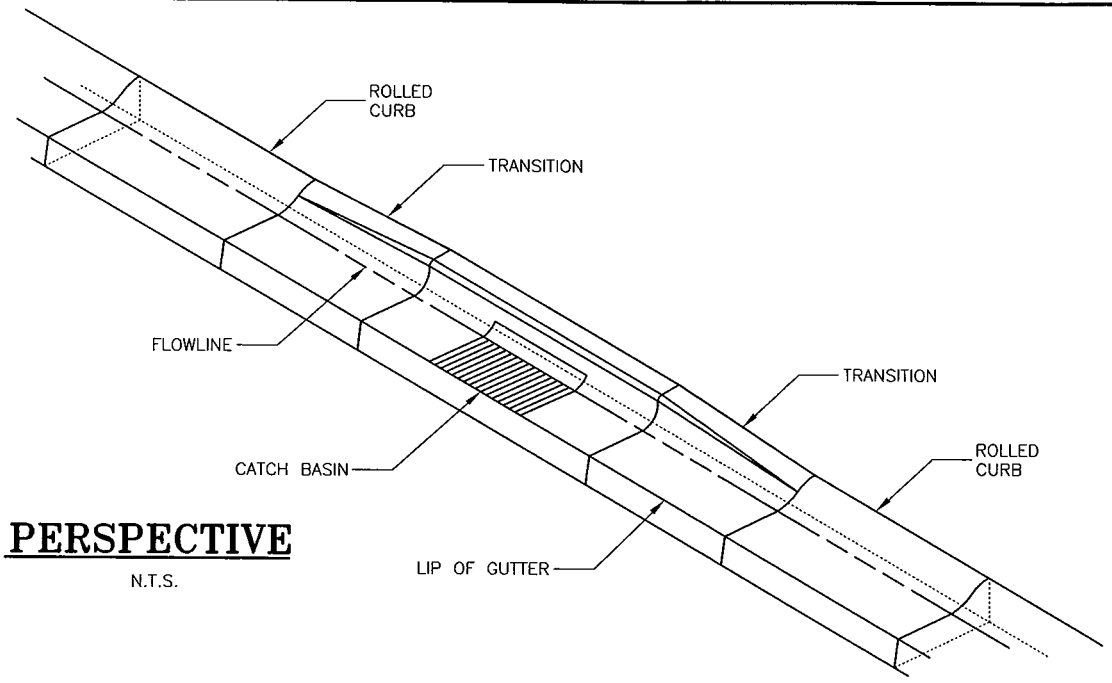 ROLLED
CURB
TRANSITION
FLOWLINE
TRANSITION
CATCH BASIN
ROLLED
CURB
PERSPECTIVE
N.T.S.
LIP OF GUTTER